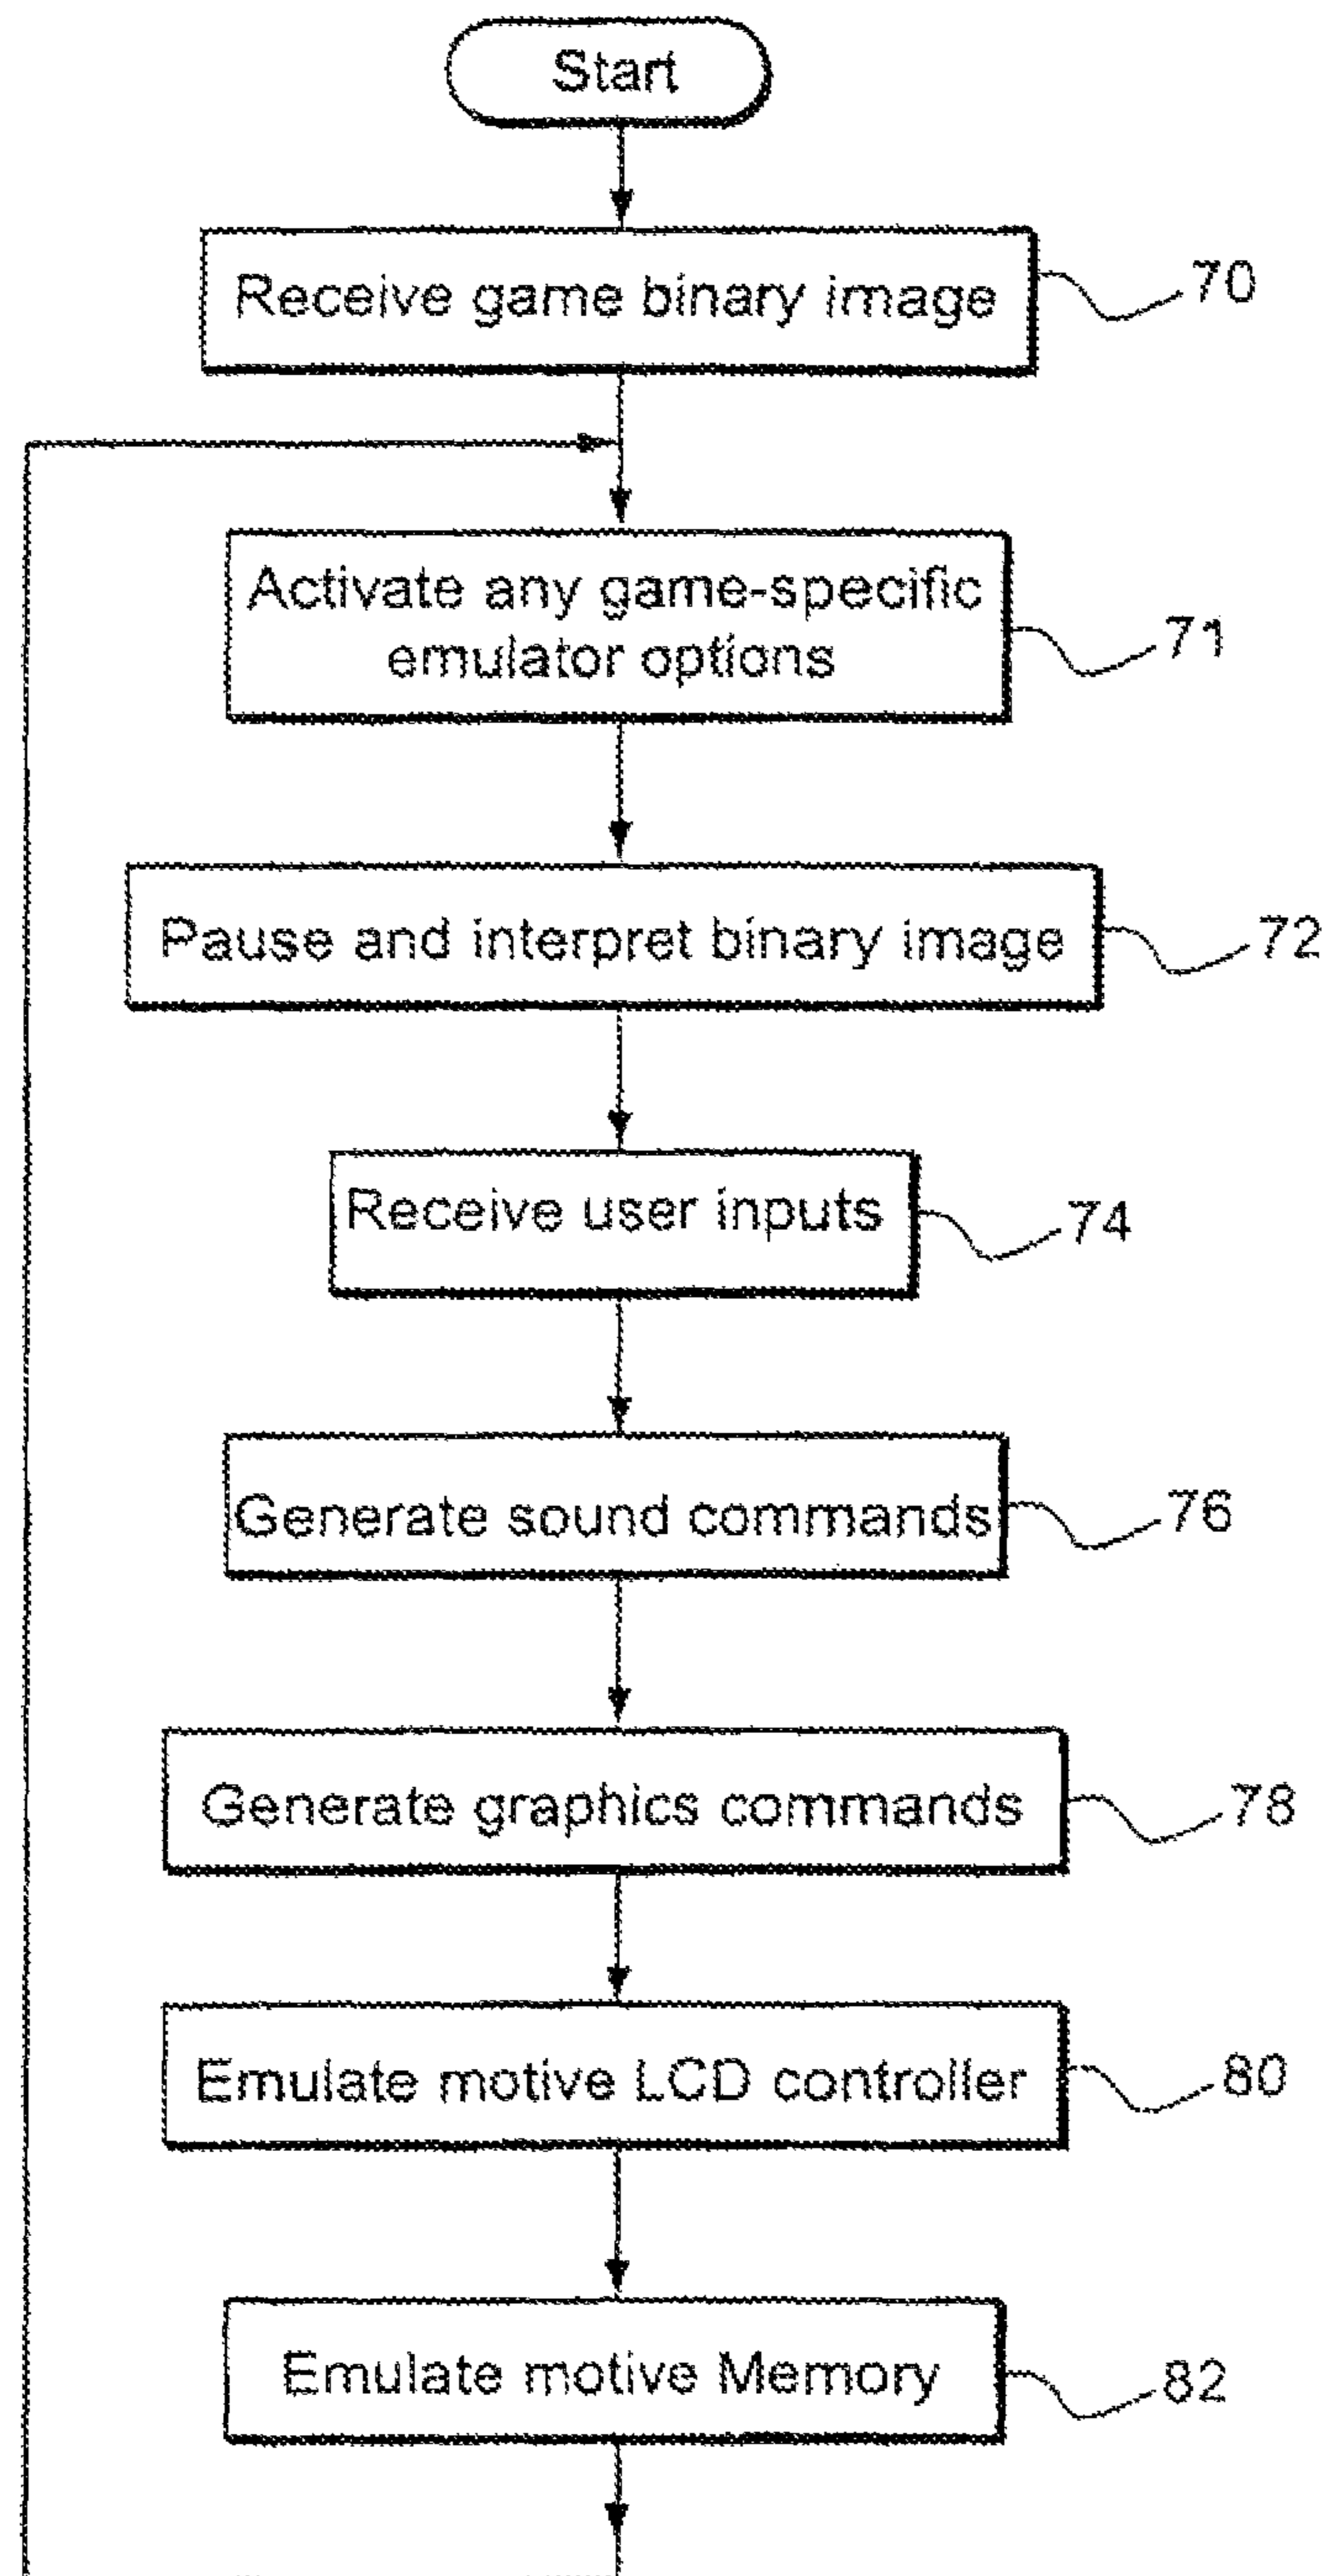 Start
Receive game binary image
70
Activate any game-specific
emulator options
71
Pause and interpret binary image
72
Receive user inputs
74
Generate sound commands
76
Generate graphics commands
78
Emulate motive LCD controller
80
Emulate motive Memory
82